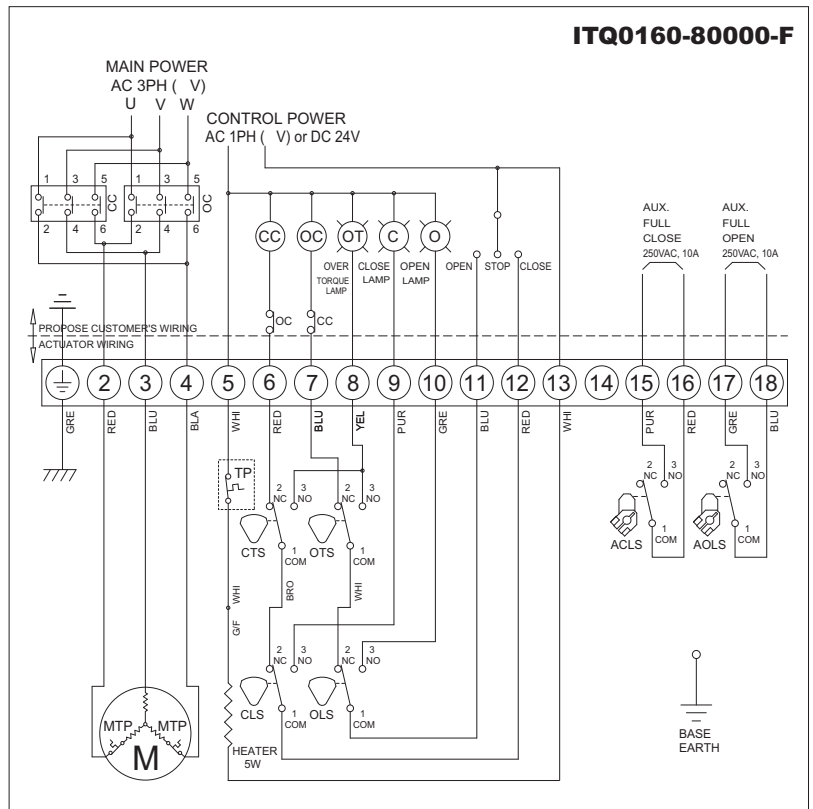 ITQ0160-80000-F
MAIN POWER
AC 3PH (   V)
U V W
CONTROL POWER
AC 1PH (   V) or DC 24V
1 3 5 1 3 5
CC OC
2 4 6 2 4 6
CC OC OT C O
OVER TORQUE LAMP
CLOSE LAMP
OPEN LAMP
OPEN STOP CLOSE
AUX.
FULL
CLOSE
250VAC, 10A
AUX.
FULL
OPEN
250VAC, 10A
OC CC
PROPOSE CUSTOMER'S WIRING
ACTUATOR WIRING
2 3 4 5 6 7 8 9 10 11 12 13 14 15 16 17 18
GRE RED BLU BLA WHI RED BLU YEL PUR GRE BLU RED WHI PUR RED GRE BLU
TP
2 NC 3 NO
1 COM
CTS
2 NC 3 NO
1 COM
OTS
2 NC 3 NO
1 COM
ACLS
2 NC 3 NO
1 COM
AOLS
WHI BRO WHI
G/F
2 NC 3 NO
1 COM
CLS
2 NC 3 NO
1 COM
OLS
HEATER
5W
MTP MTP
M
BASE
EARTH